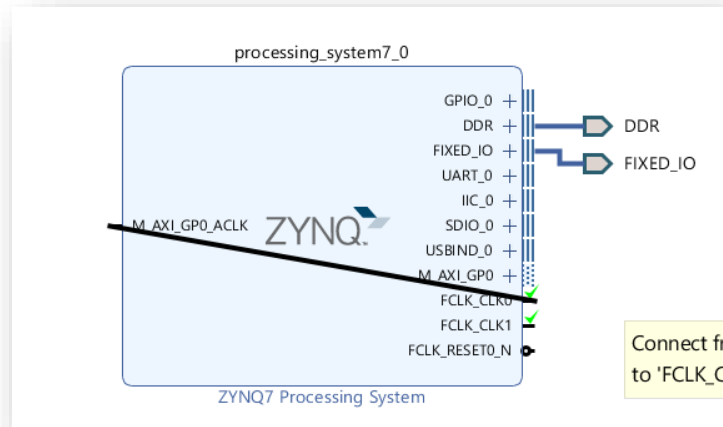 processing_system7_0
GPIO_0
DDR
DDR
FIXED_IO
FIXED_IO
UART_0
IIC_0
M_AXI_GP0_ACLK
ZYNQ.
SDIO_0
USBIND_0
M_AXI_GP0
FCLK_CLK0
FCLK_CLK1
FCLK_RESET0_N
Connect
to 'FCLK
ZYNQ7 Processing System